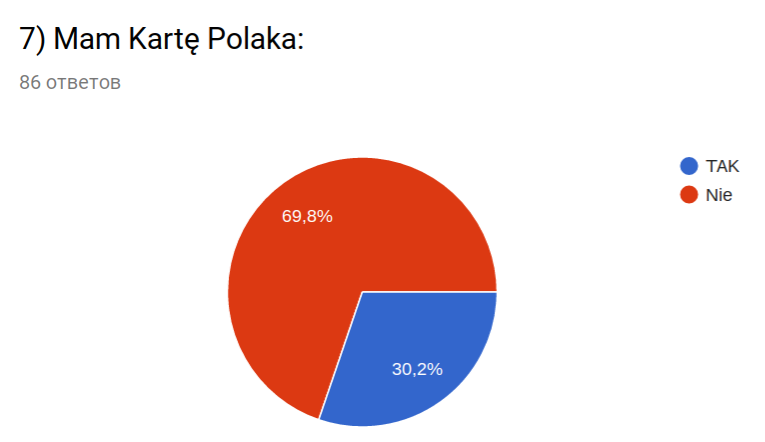 7) Mam Kartę Polaka:
86 ответов
TAK
Nie
69,8%
30,2%